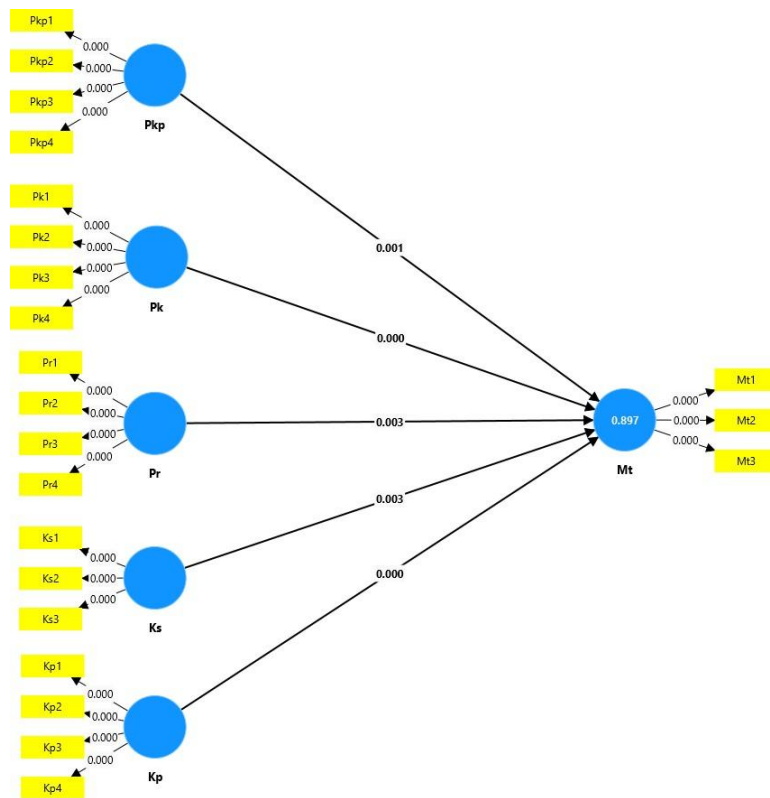 Pkp1
0.000
Pkp2
0.000
Pkp3
0.000
Pkp4
0.000
Pkp
Pk1
0.000
Pk2
0.000
Pk3
0.000
Pk4
0.000
Pk
Pr1
0.000
Pr2
0.000
Pr3
0.000
Pr4
0.000
Pr
Ks1
0.000
Ks2
0.000
Ks3
0.000
Ks
Kp1
0.000
Kp2
0.000
Kp3
0.000
Kp4
0.000
Kp
0.001
0.000
0.003
0.003
0.000
0.897
Mt
0.000
Mt1
0.000
Mt2
0.000
Mt3